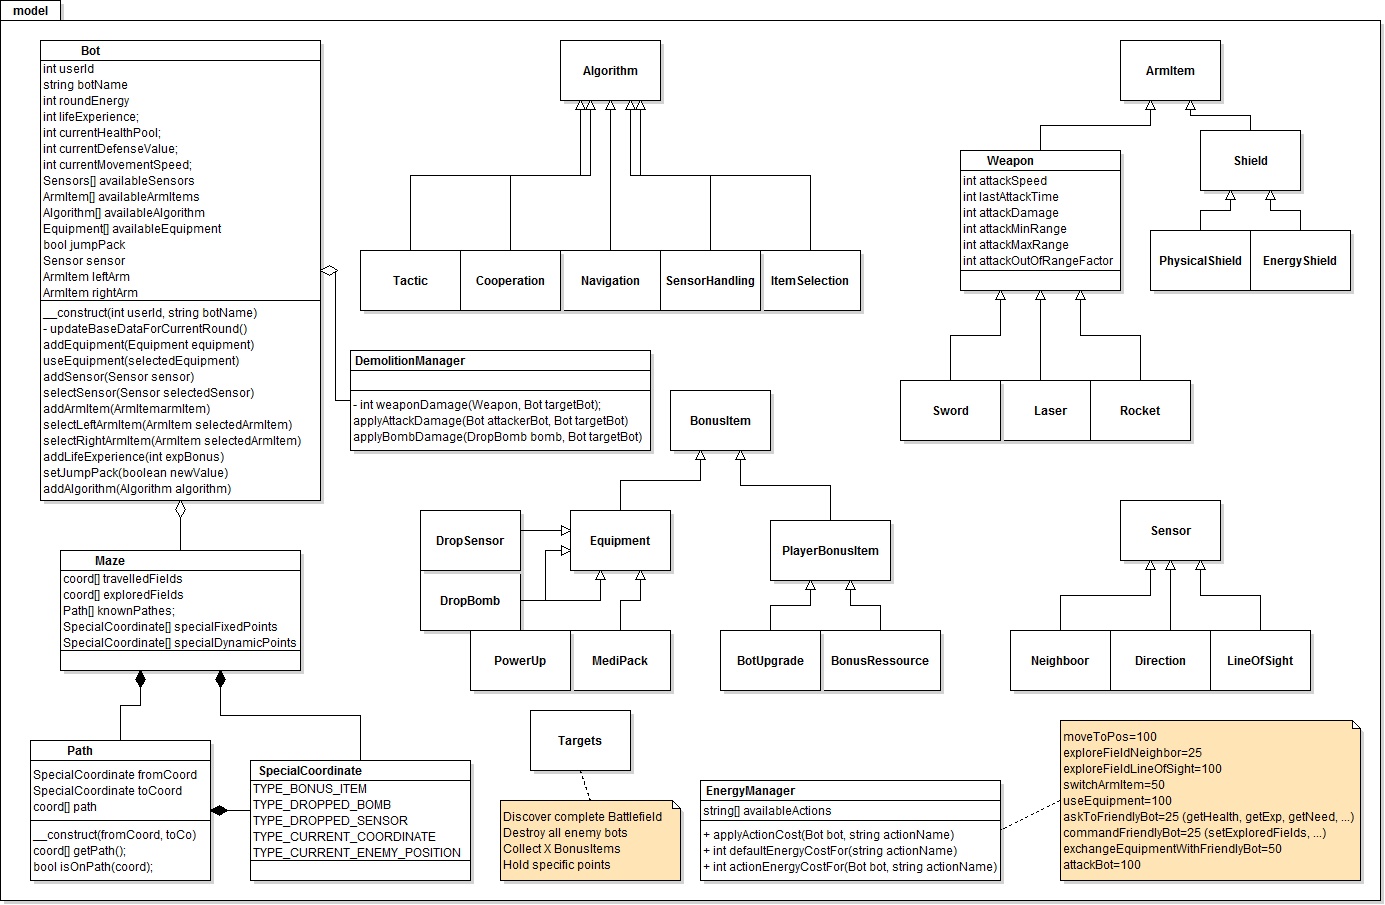 model
Bot
int userId
string botName
int roundEnergy
int lifeExperience;
int currentHealthPool;
int currentDefenseValue;
int currentMovementSpeed;
Sensors[] availableSensors
ArmItem[] availableArmItems
Algorithm[] availableAlgorithm
Equipment[] availableEquipment
bool jumpPack
Sensor sensor
ArmItem leftArm
ArmItem rightArm
__construct(int userId, string botName)
- updateBaseDataForCurrentRound()
addEquipment(Equipment equipment)
useEquipment(selectedEquipment)
addSensor(Sensor sensor)
selectSensor(Sensor selectedSensor)
addArmItem(ArmItemarmItem)
selectLeftArmItem(ArmItem selectedArmItem)
selectRightArmItem(ArmItem selectedArmItem)
addLifeExperience(int expBonus)
setJumpPack(boolean newValue)
addAlgorithm(Algorithm algorithm)
Algorithm
Tactic
Cooperation
Navigation
SensorHandling
ItemSelection
ArmItem
Weapon
int attackSpeed
int lastAttackTime
int attackDamage
int attackMinRange
int attackMaxRange
int attackOutOfRangeFactor
Shield
PhysicalShield
EnergyShield
Sword
Laser
Rocket
DemolitionManager
- int weaponDamage(Weapon, Bot targetBot);
applyAttackDamage(Bot attackerBot, Bot targetBot)
applyBombDamage(DropBomb bomb, Bot targetBot)
BonusItem
DropSensor
Equipment
DropBomb
PowerUp
MediPack
PlayerBonusItem
BotUpgrade
BonusRessource
Sensor
Neighboor
Direction
LineOfSight
Maze
coord[] travelledFields
coord[] exploredFields
Path[] knownPathes;
SpecialCoordinate[] specialFixedPoints
SpecialCoordinate[] specialDynamicPoints
Path
SpecialCoordinate fromCoord
SpecialCoordinate toCoord
coord[] path
__construct(fromCoord, toCo)
coord[] getPath();
bool isOnPath(coord);
SpecialCoordinate
TYPE_BONUS_ITEM
TYPE_DROPPED_BOMB
TYPE_DROPPED_SENSOR
TYPE_CURRENT_COORDINATE
TYPE_CURRENT_ENEMY_POSITION
Targets
Discover complete Battlefield
Destroy all enemy bots
Collect X BonusItems
Hold specific points
EnergyManager
string[] availableActions
+ applyActionCost(Bot bot, string actionName)
+ int defaultEnergyCostFor(string actionName)
+ int actionEnergyCostFor(Bot bot, string actionName)
moveToPos=100
exploreFieldNeighbor=25
exploreFieldLineOfSight=100
switchArmItem=50
useEquipment=100
askToFriendlyBot=25 (getHealth, getExp, getNeed, ...)
commandFriendlyBot=25 (setExploredFields, ...)
exchangeEquipmentWithFriendlyBot=50
attackBot=100